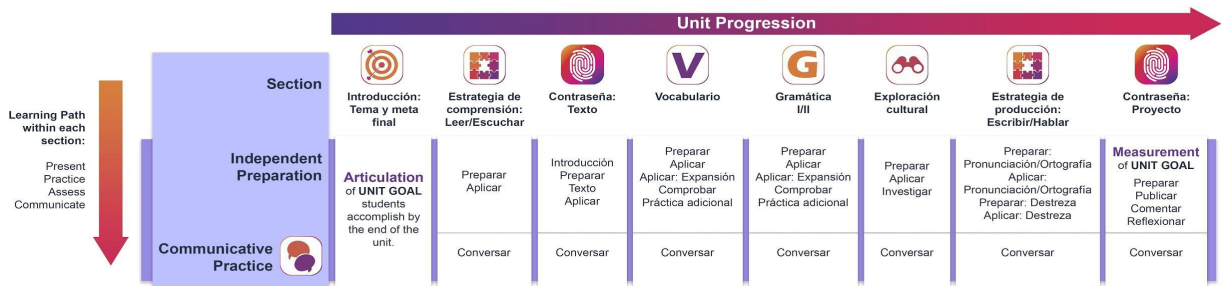 Unit Progression
Section
Introducción:
Tema y meta
final
Estrategia de
comprensión:
Leer/Escuchar
Contraseña:
Texto
V
Vocabulario
G
Gramática
I/II
Exploración
cultural
Estrategia de
producción:
Escribir/Hablar
Contraseña:
Proyecto
Learning Path
within each
section:
Present
Practice
Assess
Communicate
Independent
Preparation
Articulation
of UNIT GOAL
students
accomplish by
the end of the
unit.
Preparar
Aplicar
Introducción
Preparar
Texto
Aplicar
Preparar
Aplicar
Aplicar: Expansión
Comprobar
Práctica adicional
Preparar
Aplicar
Aplicar: Expansión
Comprobar
Práctica adicional
Preparar
Aplicar
Investigar
Preparar:
Pronunciación/Ortografía
Aplicar:
Pronunciación/Ortografía
Preparar: Destreza
Aplicar: Destreza
Measurement
of UNIT GOAL
Preparar
Publicar
Comentar
Reflexionar
Communicative
Practice
Conversar
Conversar
Conversar
Conversar
Conversar
Conversar
Conversar